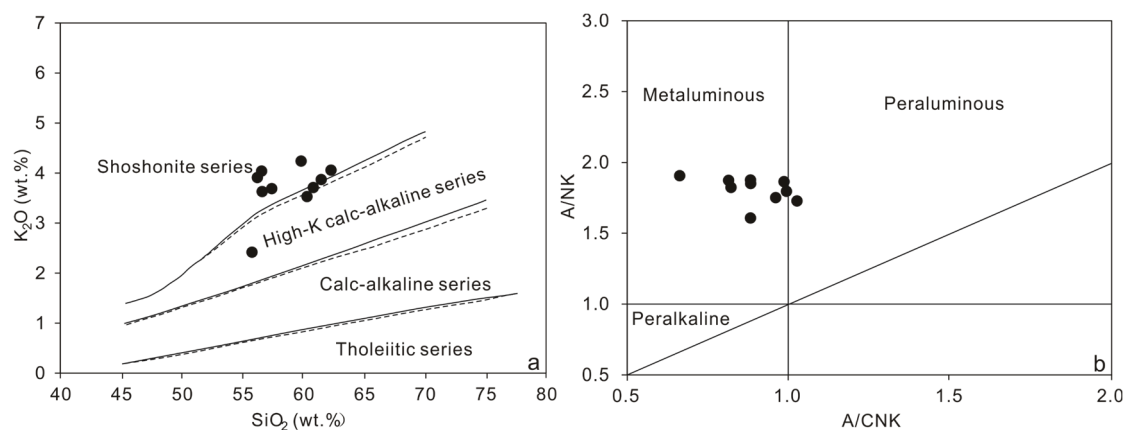 7
6
5
4
3
2
1
0
K₂O (wt.%)
Shoshonite series
High-K calc-alkaline series
Calc-alkaline series
Tholeiitic series
a
40 45 50 55 60 65 70 75 80
SiO₂ (wt.%)
3.0
2.5
2.0
1.5
1.0
0.5
A/NK
Metaluminous
Peraluminous
Peralkaline
b
0.5 1.0 1.5 2.0
A/CNK